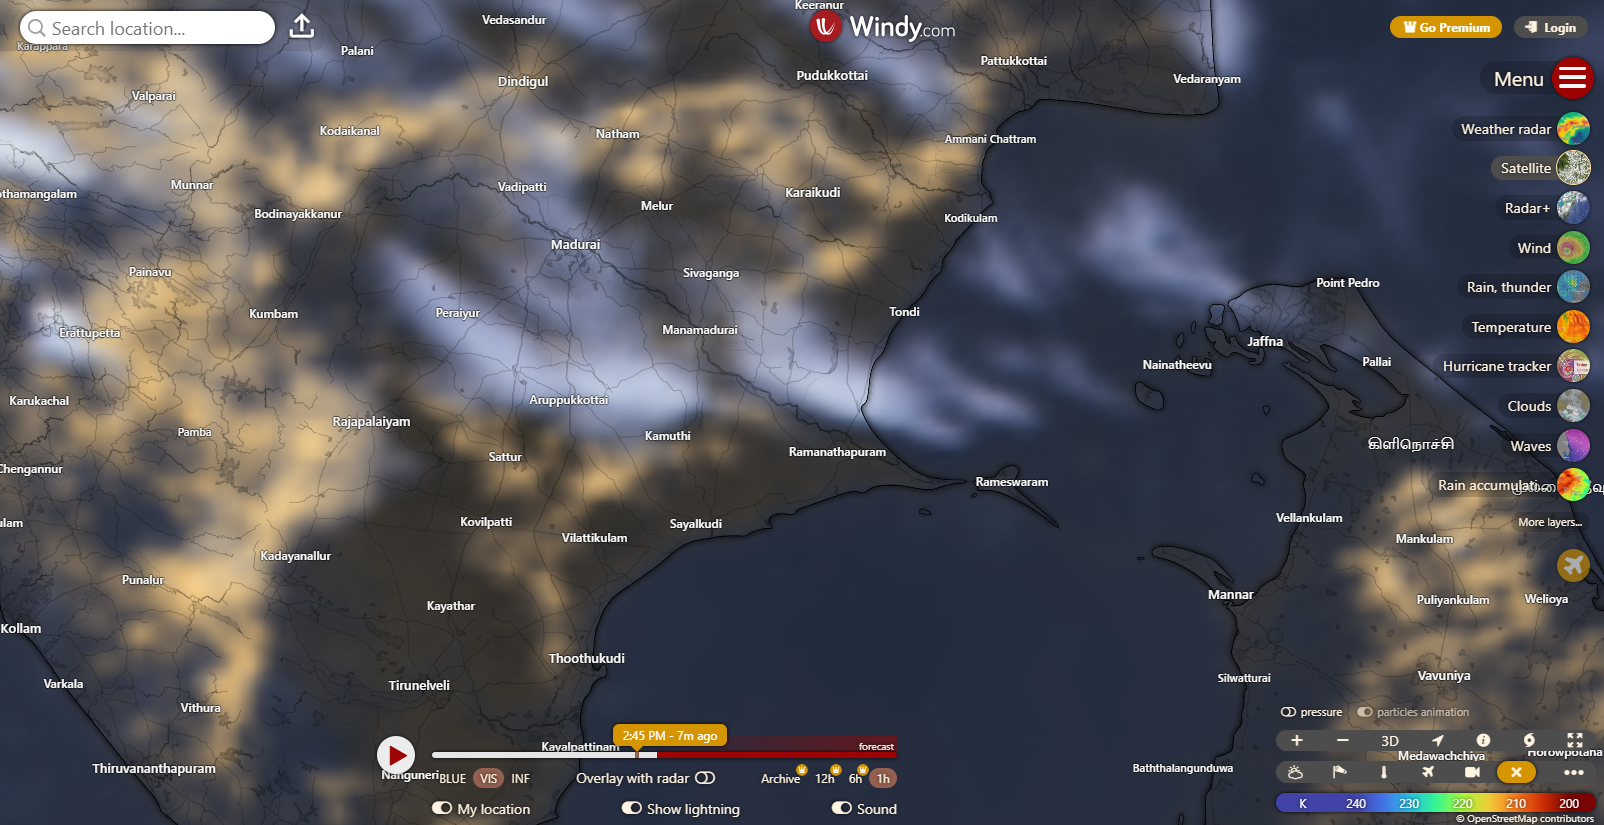 Search location...
Windy.com
Go Premium
Login
Menu
Weather radar
Satellite
Radar+
Wind
Rain, thunder
Temperature
Hurricane tracker
Clouds
Waves
Rain accumulati...
More layers...
Keeranur
Vedasandur
Karappara
Palani
Pattukkottai
Pudukkottai
Vedaranyam
Dindigul
Valparai
Kodaikanal
Natham
Ammani Chattram
Munnar
Vadipatti
Karaikudi
othamangalam
Melur
Bodinayakkanur
Kodikulam
Madurai
Painavu
Sivaganga
Point Pedro
Kumbam
Peraiyur
Tondi
Erattupetta
Manamadurai
Jaffna
Nainatheevu
Pallai
Karukachal
Aruppukkottai
Rajapalaiyam
Pamba
Kamuthi
கிளிநொச்சி
Sattur
Ramanathapuram
Chengannur
Rameswaram
ulam
Kovilpatti
Sayalkudi
Vellankulam
Vilattikulam
Mankulam
Kadayanallur
Punalur
Mannar
Puliyankulam
Welioya
Kayathar
Kollam
Thoothukudi
Vavuniya
Silwatturai
Varkala
Tirunelveli
Vithura
pressure
particles animation
2:45 PM - 7m ago
Kayalpattinam
forecast
3D
Medawachchiya
Horowpotana
Thiruvananthapuram
Baththalangunduwa
Nanguneri
BLUE
VIS
INF
Overlay with radar
Archive
12h
6h
1h
My location
Show lightning
Sound
K 240 230 220 210 200
© OpenStreetMap contributors